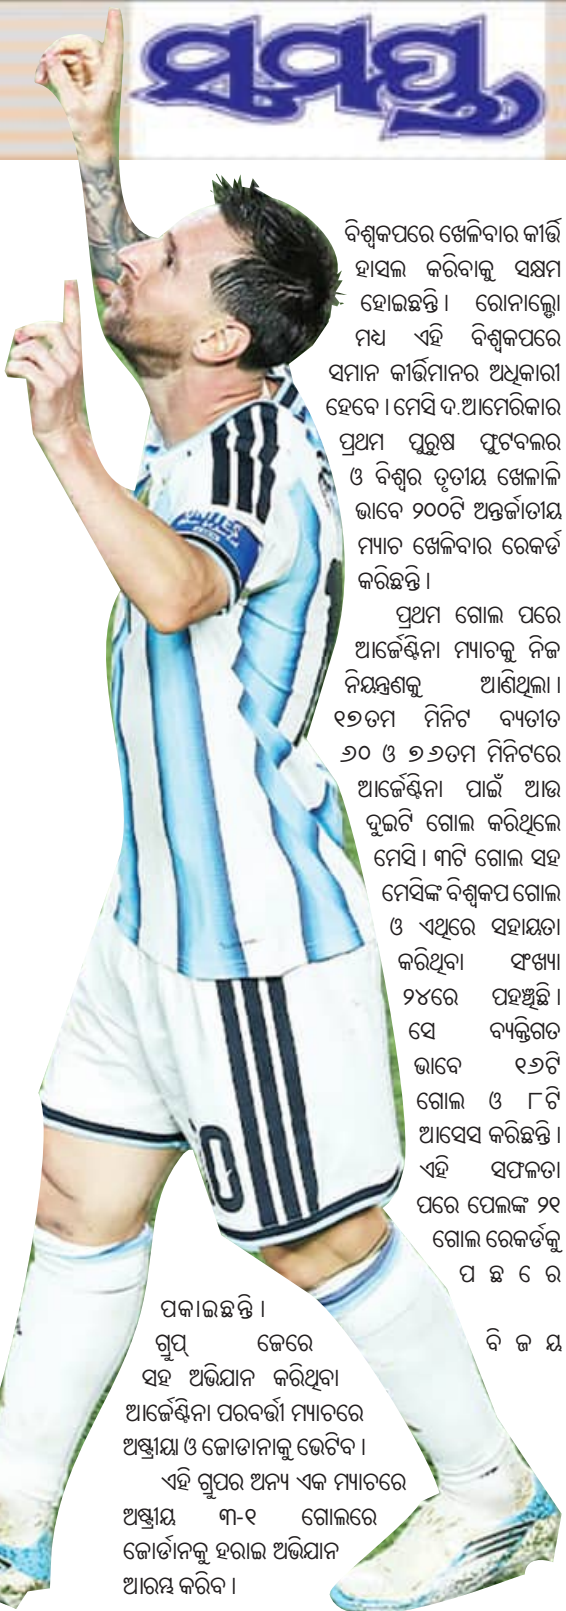 ସମୟ
ବିଶ୍ୱକପରେ ଖେଳିବାର କୀର୍ତ୍ତି
ହାସଲ କରିବାକୁ ସକ୍ଷମ
ହୋଇଛନ୍ତି। ରୋନାଲ୍ଡୋ
ମଧ୍ୟ ଏହି ବିଶ୍ୱକପରେ
ସମାନ କୀର୍ତ୍ତିମାନର ଅଧିକାରୀ
ହେବେ। ମେସି ଦ.ଆମେରିକାର
ପ୍ରଥମ ପୁରୁଷ ଫୁଟବଲର
ଓ ବିଶ୍ୱର ତୃତୀୟ ଖେଳାଳି
ଭାବେ ୨୦୦ଟି ଅନ୍ତର୍ଜାତୀୟ
ମ୍ୟାଚ ଖେଳିବାର ରେକର୍ଡ
କରିଛନ୍ତି।
ପ୍ରଥମ ଗୋଲ ପରେ
ଆର୍ଜେଣ୍ଟିନା ମ୍ୟାଚକୁ ନିଜ
ନିୟନ୍ତ୍ରଣକୁ ଆଣିଥିଲା।
୧୭ତମ ମିନିଟ ବ୍ୟତୀତ
୬୦ ଓ ୭୬ତମ ମିନିଟରେ
ଆର୍ଜେଣ୍ଟିନା ପାଇଁ ଆଉ
ଦୁଇଟି ଗୋଲ କରିଥିଲେ
ମେସି। ୩ଟି ଗୋଲ ସହ
ମେସିଙ୍କ ବିଶ୍ୱକପ ଗୋଲ
ଓ ଏଥିରେ ସହାୟତା
କରିଥିବା ସଂଖ୍ୟା
୨୪ରେ ପହଞ୍ଚିଛି।
ସେ ବ୍ୟକ୍ତିଗତ
ଭାବେ ୧୬ଟି
ଗୋଲ ଓ ୮ଟି
ଆସେସ କରିଛନ୍ତି।
ଏହି ସଫଳତା
ପରେ ପେଲଙ୍କ ୨୧
ଗୋଲ ରେକର୍ଡକୁ
ପଛରେ
ପକାଇଛନ୍ତି।
ଗ୍ରୁପ୍ ଜେରେ ବିଜୟ
ସହ ଅଭିଯାନ କରିଥିବା
ଆର୍ଜେଣ୍ଟିନା ପରବର୍ତ୍ତୀ ମ୍ୟାଚରେ
ଅଷ୍ଟ୍ରୀୟା ଓ ଜୋଡାନାକୁ ଭେଟିବ।
ଏହି ଗ୍ରୁପର ଅନ୍ୟ ଏକ ମ୍ୟାଚରେ
ଅଷ୍ଟ୍ରୀୟ ୩-୧ ଗୋଲରେ
ଜୋର୍ଡାନକୁ ହରାଇ ଅଭିଯାନ
ଆରମ୍ଭ କରିବ।